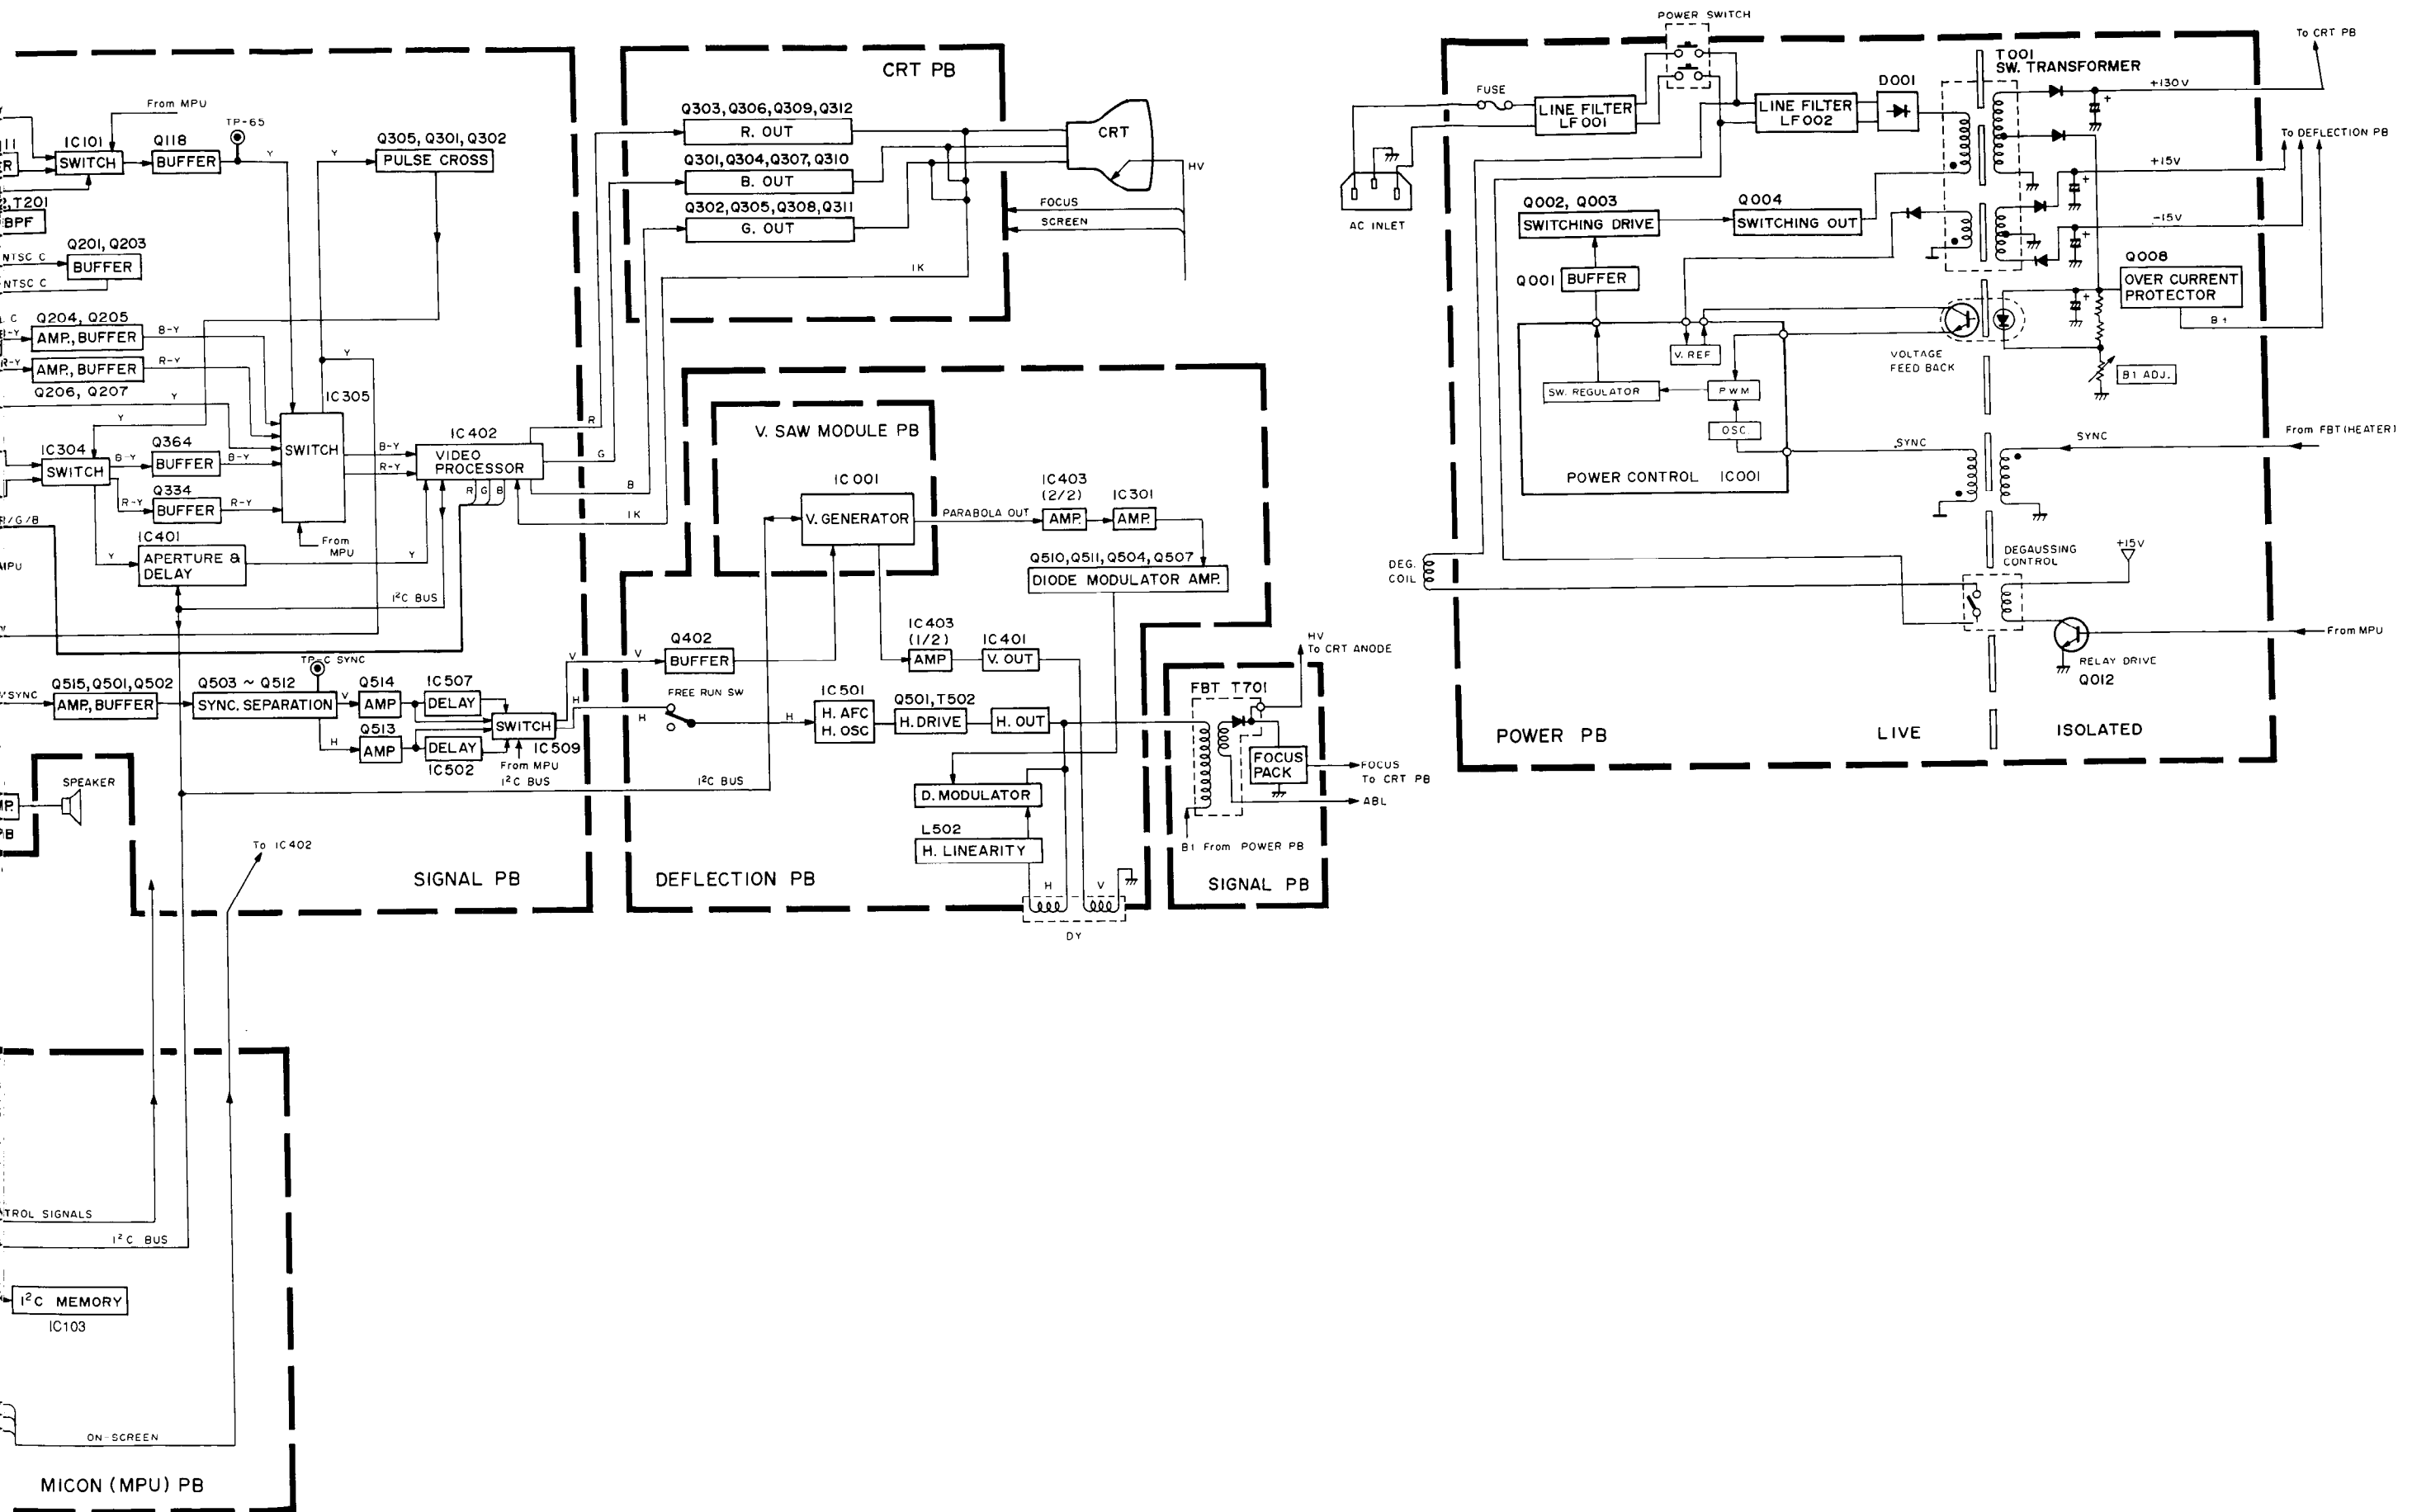 From MPU
TP-65
11
R
IC101
SWITCH
Q118
BUFFER
Y
Y
Q305, Q301, Q302
PULSE CROSS
T201
BPF
NTSC C
Q201, Q203
BUFFER
NTSC C
Q204, Q205
AMP., BUFFER
B-Y
R-Y
AMP., BUFFER
R-Y
Q206, Q207
Y
Y
Y
IC305
SWITCH
IC304
SWITCH
B-Y
Q364
BUFFER
B-Y
R-Y
Q334
BUFFER
R-Y
R/G/B
From
MPU
IC401
APERTURE &
DELAY
Y
Y
MPU
I²C BUS
B-Y
R-Y
IC402
VIDEO
PROCESSOR
R G B
R
G
B
IK
TP-C SYNC
SYNC
Q515, Q501, Q502
AMP., BUFFER
Q503 ~ Q512
SYNC. SEPARATION
V
H
Q514
AMP
IC507
DELAY
Q513
AMP
DELAY
IC502
SWITCH
IC509
From MPU
I²C BUS
V
H
SPEAKER
To IC402
SIGNAL PB
TROL SIGNALS
I²C BUS
I²C MEMORY
IC103
ON-SCREEN
MICON (MPU) PB
CRT PB
Q303, Q306, Q309, Q312
R. OUT
Q301, Q304, Q307, Q310
B. OUT
Q302, Q305, Q308, Q311
G. OUT
IK
CRT
HV
FOCUS
SCREEN
V. SAW MODULE PB
IC001
V. GENERATOR
PARABOLA OUT
IC403
(2/2)
AMP.
IC301
AMP.
Q510, Q511, Q504, Q507
DIODE MODULATOR AMP.
V
Q402
BUFFER
IC403
(1/2)
AMP
IC401
V. OUT
FREE RUN SW
H
H
IC501
H. AFC
H. OSC
Q501, T502
H. DRIVE
H. OUT
I²C BUS
D. MODULATOR
L502
H. LINEARITY
H
V
DY
DEFLECTION PB
HV
To CRT ANODE
FBT T701
FOCUS
PACK
FOCUS
To CRT PB
ABL
B1 From POWER PB
SIGNAL PB
POWER SWITCH
FUSE
LINE FILTER
LF001
LINE FILTER
LF002
D001
AC INLET
T001
SW. TRANSFORMER
+130V
To CRT PB
To DEFLECTION PB
+15V
-15V
Q002, Q003
SWITCHING DRIVE
Q004
SWITCHING OUT
Q001
BUFFER
Q008
OVER CURRENT
PROTECTOR
B1
V. REF
SW. REGULATOR
PWM
OSC
POWER CONTROL IC001
VOLTAGE
FEED BACK
B1 ADJ.
SYNC
SYNC
From FBT (HEATER)
DEG.
COIL
DEGAUSSING
CONTROL
+15V
From MPU
RELAY DRIVE
Q012
POWER PB
LIVE
ISOLATED